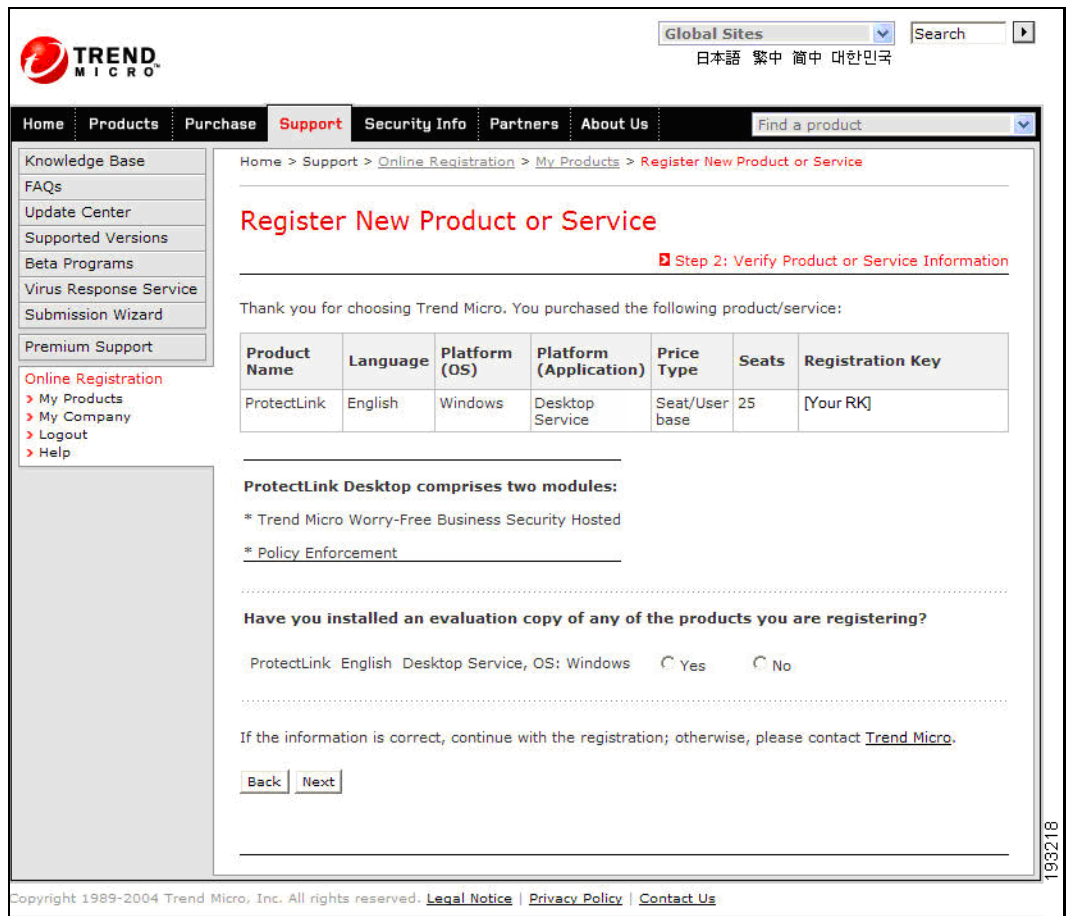 TREND
MICRO™
Global Sites
Search
日本語 繁中 简中 대한민국
Home Products Purchase Support Security Info Partners About Us
Find a product
Knowledge Base
FAQs
Update Center
Supported Versions
Beta Programs
Virus Response Service
Submission Wizard
Premium Support
Online Registration
My Products
My Company
Logout
Help
Home > Support > Online Registration > My Products > Register New Product or Service
Register New Product or Service
Step 2: Verify Product or Service Information
Thank you for choosing Trend Micro. You purchased the following product/service:
Product Name Language Platform (OS) Platform (Application) Price Type Seats Registration Key
ProtectLink English Windows Desktop Service Seat/User base 25 [Your RK]
ProtectLink Desktop comprises two modules:
* Trend Micro Worry-Free Business Security Hosted
* Policy Enforcement
Have you installed an evaluation copy of any of the products you are registering?
ProtectLink English Desktop Service, OS: Windows Yes No
If the information is correct, continue with the registration; otherwise, please contact Trend Micro.
Back Next
193218
Copyright 1989-2004 Trend Micro, Inc. All rights reserved. Legal Notice | Privacy Policy | Contact Us